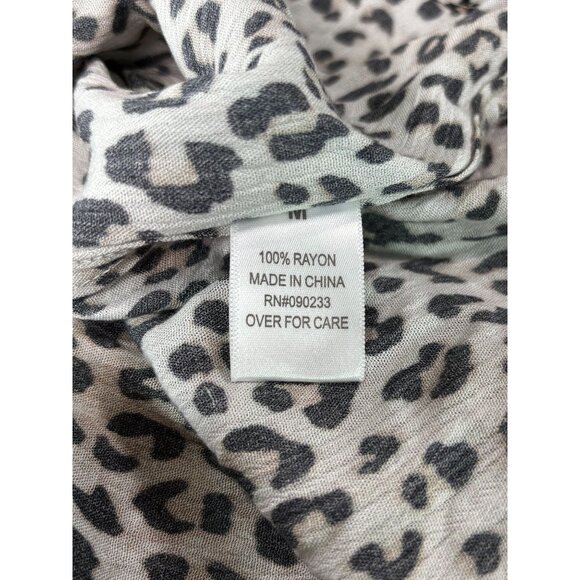 M
100% RAYON
MADE IN CHINA
RN#090233
OVER FOR CARE